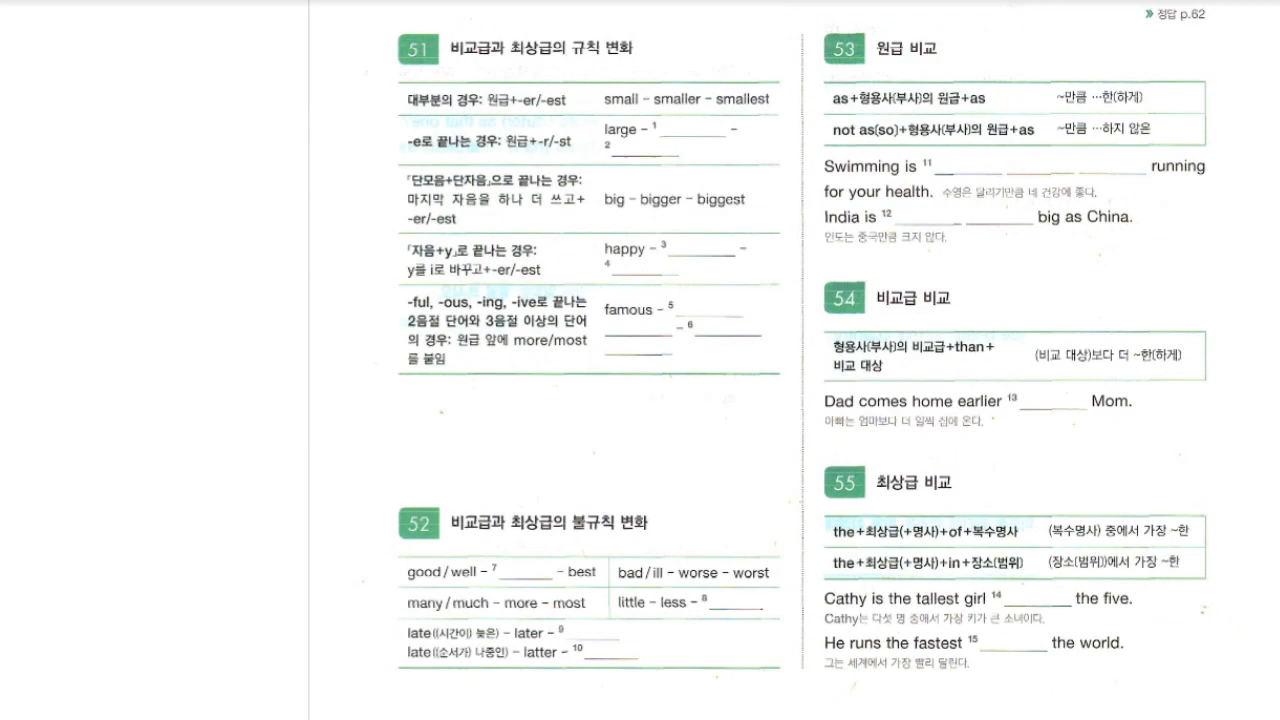 » 정답 p.62
51 비교급과 최상급의 규칙 변화
대부분의 경우: 원급+-er/-est small – smaller – smallest
-e로 끝나는 경우: 원급+-r/-st large – 1 ________ –
2 ________
「단모음+단자음」으로 끝나는 경우:
마지막 자음을 하나 더 쓰고+ big – bigger – biggest
-er/-est
「자음+y」로 끝나는 경우: happy – 3 ________ –
y를 i로 바꾸고+-er/-est 4 ________
-ful, -ous, -ing, -ive로 끝나는 famous – 5 ________
2음절 단어와 3음절 이상의 단어
의 경우: 원급 앞에 more/most ________ – 6 ________
를 붙임 ________
52 비교급과 최상급의 불규칙 변화
good / well – 7 ________ – best bad / ill – worse – worst
many / much – more – most little – less – 8 ________
late((시간이) 늦은) – later – 9 ________
late((순서가) 나중인) – latter – 10 ________
53 원급 비교
as+형용사(부사)의 원급+as ~만큼 …한(하게)
not as(so)+형용사(부사)의 원급+as ~만큼 …하지 않은
Swimming is 11 ________ ________ ________ running
for your health. 수영은 달리기만큼 네 건강에 좋다.
India is 12 ________ ________ big as China.
인도는 중국만큼 크지 않다.
54 비교급 비교
형용사(부사)의 비교급+than+ (비교 대상)보다 더 ~한(하게)
비교 대상
Dad comes home earlier 13 ________ Mom.
아빠는 엄마보다 더 일찍 집에 온다.
55 최상급 비교
the+최상급(+명사)+of+복수명사 (복수명사) 중에서 가장 ~한
the+최상급(+명사)+in+장소(범위) (장소(범위))에서 가장 ~한
Cathy is the tallest girl 14 ________ the five.
Cathy는 다섯 명 중에서 가장 키가 큰 소녀이다.
He runs the fastest 15 ________ the world.
그는 세계에서 가장 빨리 달린다.